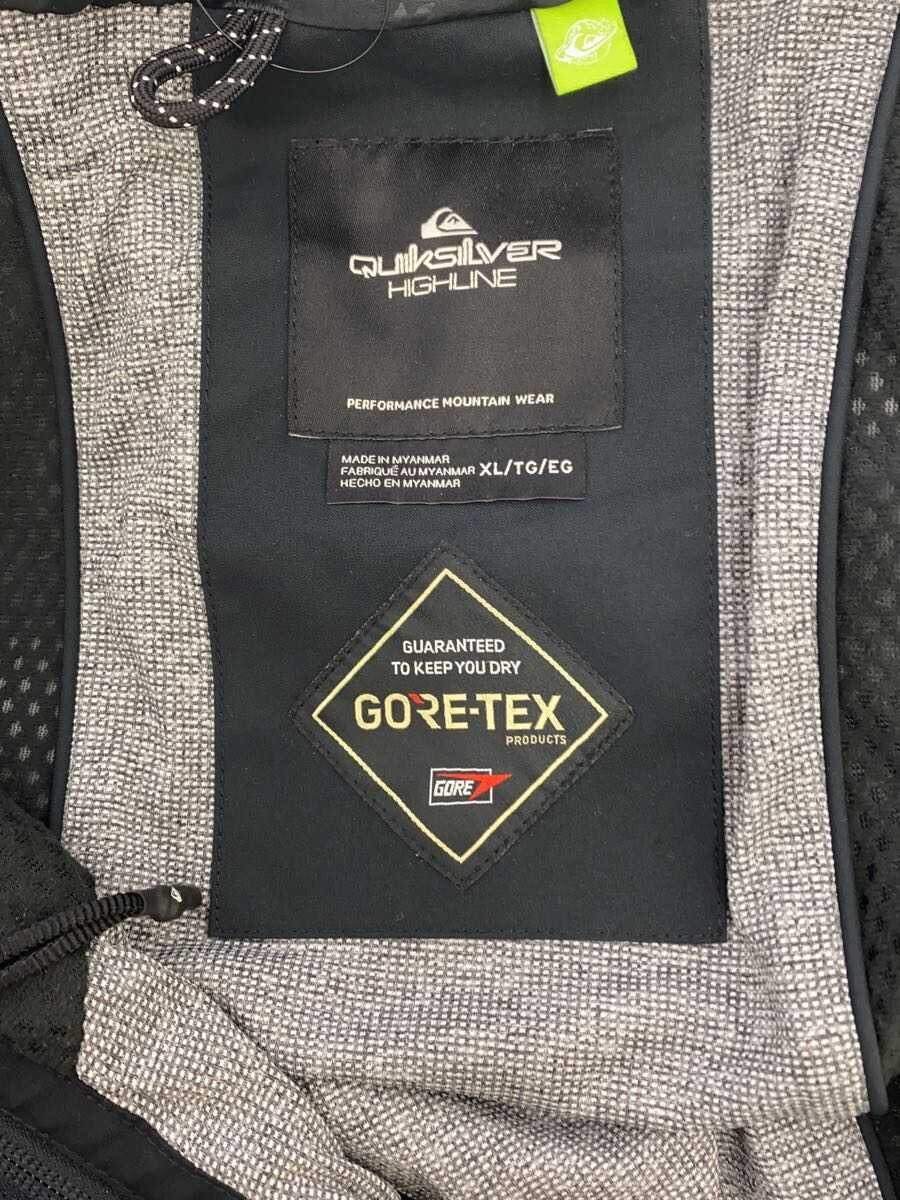 QUIKSILVER
HIGHLINE
PERFORMANCE MOUNTAIN WEAR
MADE IN MYANMAR
FABRIQUÉ AU MYANMAR XL/TG/EG
HECHO EN MYANMAR
GUARANTEED
TO KEEP YOU DRY
GORE-TEX
PRODUCTS
GORE